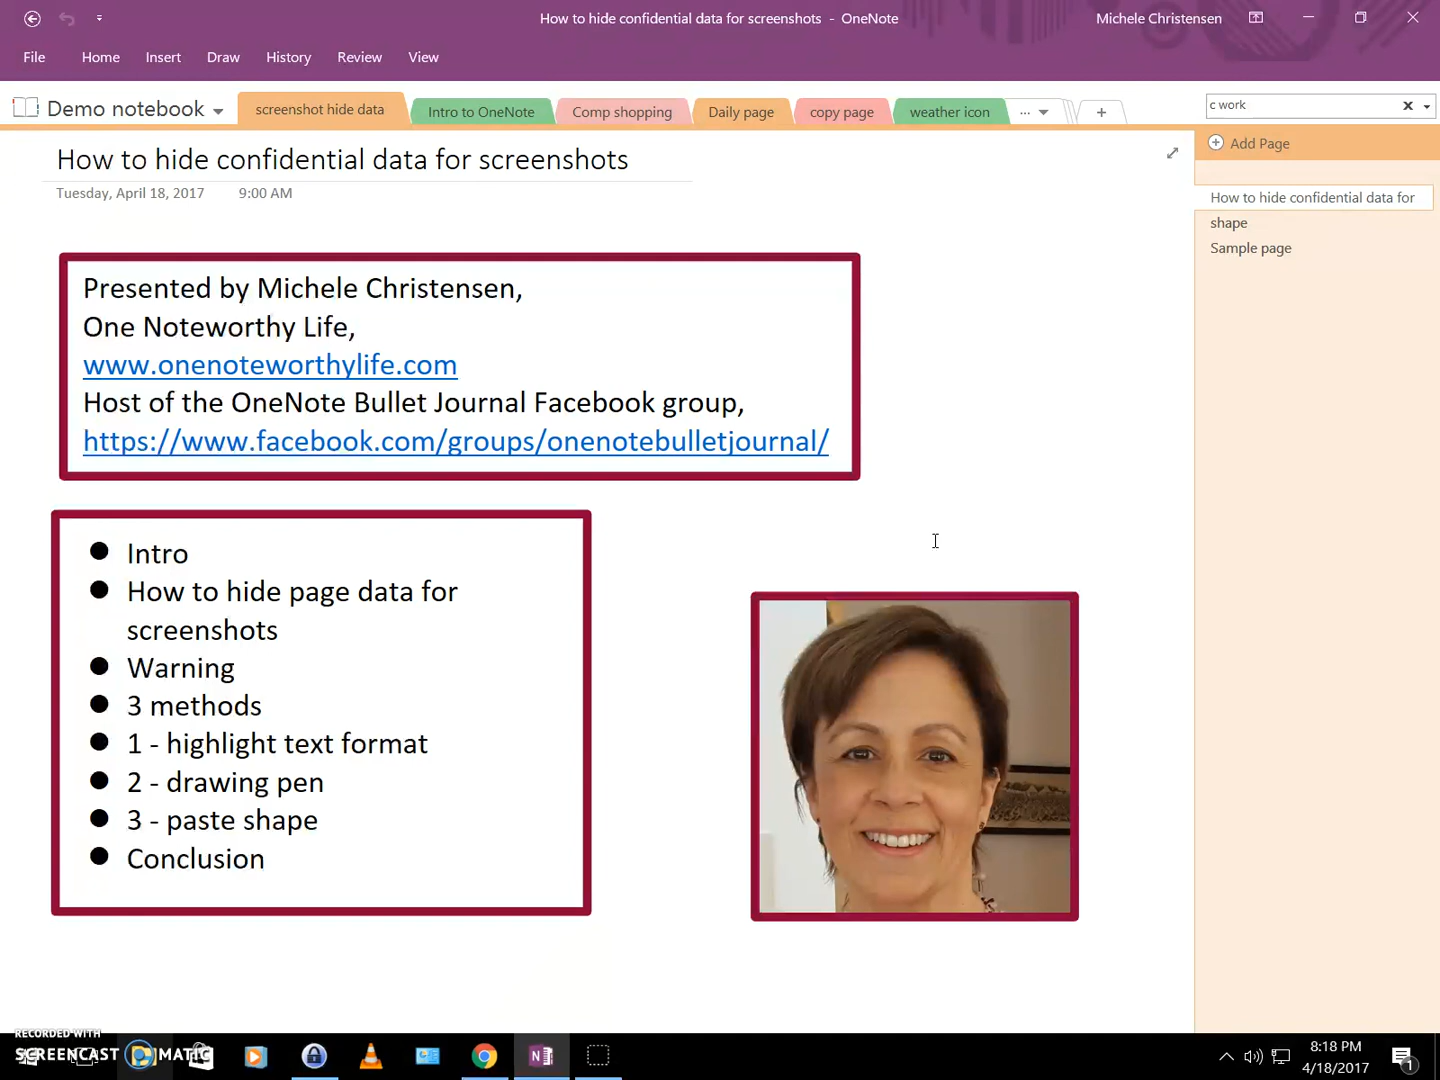 How to hide confidential data for screenshots - OneNote
Michele Christensen
File
Home
Insert
Draw
History
Review
View
Demo notebook
screenshot hide data
Intro to OneNote
Comp shopping
Daily page
copy page
weather icon
...
c work
Add Page
How to hide confidential data for screenshots
Tuesday, April 18, 2017
9:00 AM
How to hide confidential data for
shape
Sample page
Presented by Michele Christensen,
One Noteworthy Life,
www.onenoteworthylife.com
Host of the OneNote Bullet Journal Facebook group,
https://www.facebook.com/groups/onenotebulletjournal/
Intro
How to hide page data for
screenshots
Warning
3 methods
1 - highlight text format
2 - drawing pen
3 - paste shape
Conclusion
RECORDED WITH
SCREENCAST MATIC
8:18 PM
4/18/2017
1